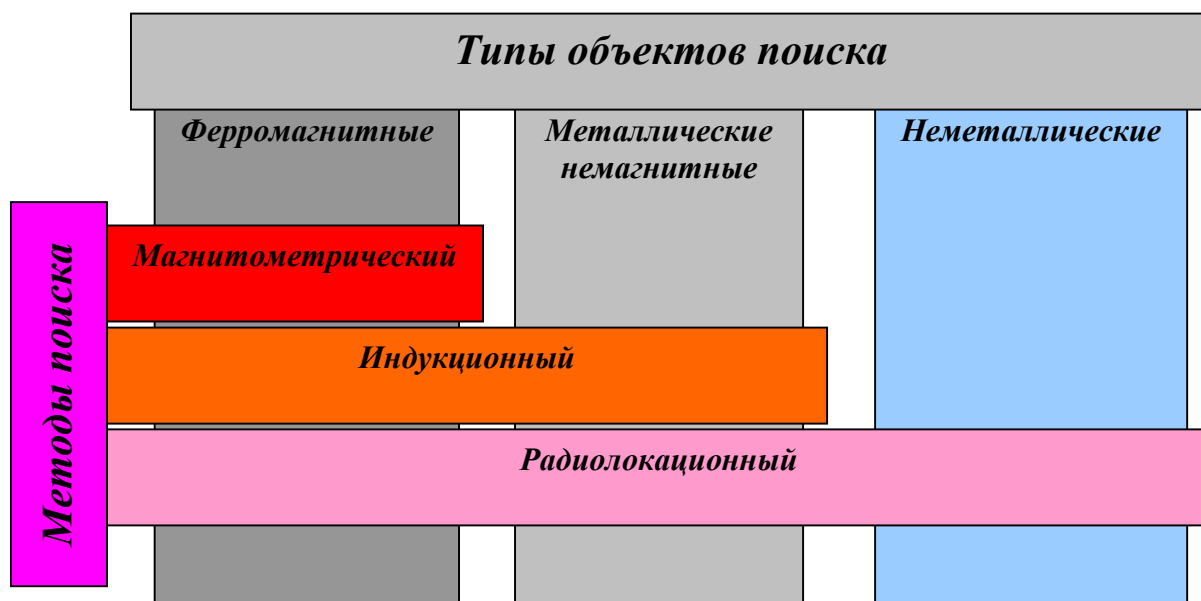 Типы объектов поиска
Ферромагнитные
Металлические
немагнитные
Неметаллические
Методы поиска
Магнитометрический
Индукционный
Радиолокационный